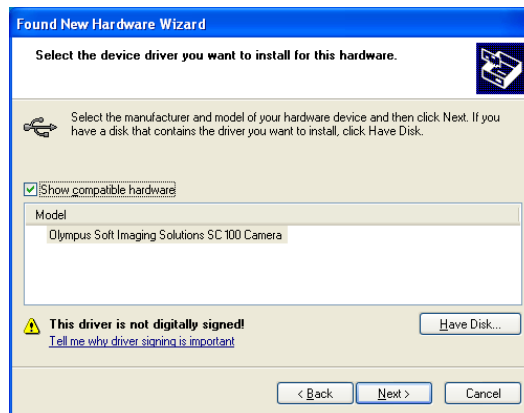 Found New Hardware Wizard
Select the device driver you want to install for this hardware.
Select the manufacturer and model of your hardware device and then click Next. If you
have a disk that contains the driver you want to install, click Have Disk.
Show compatible hardware
Model
Olympus Soft Imaging Solutions SC 100 Camera
This driver is not digitally signed!
Have Disk...
Tell me why driver signing is important
< Back
Next >
Cancel